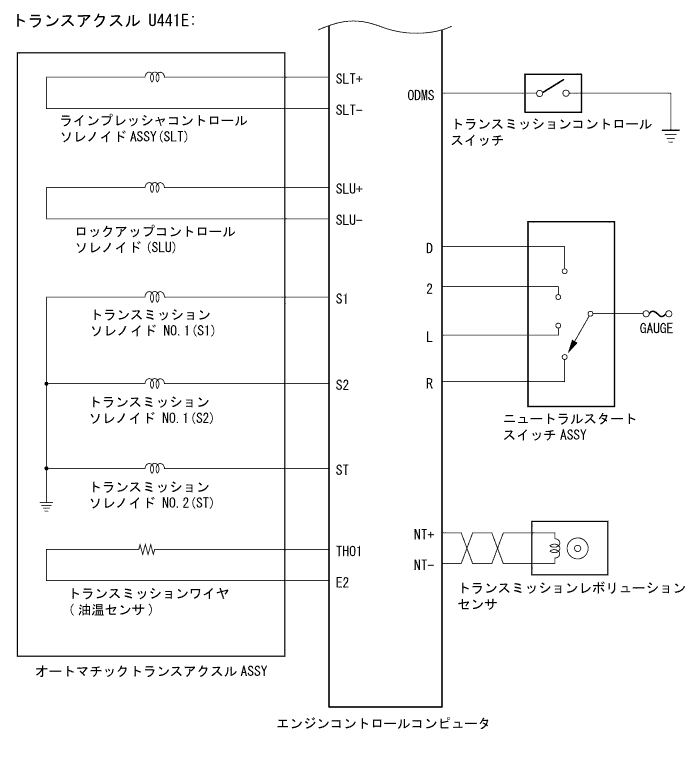 トランスアクスル U441E:
SLT+
SLT-
ラインプレッシャコントロール
ソレノイド ASSY(SLT)
SLU+
SLU-
ロックアップコントロール
ソレノイド (SLU)
S1
トランスミッション
ソレノイド NO.1(S1)
S2
トランスミッション
ソレノイド NO.1(S2)
ST
トランスミッション
ソレノイド NO.2(ST)
THO1
E2
トランスミッションワイヤ
( 油温センサ )
オートマチックトランスアクスル ASSY
ODMS
トランスミッションコントロール
スイッチ
D
2
L
R
GAUGE
ニュートラルスタート
スイッチ ASSY
NT+
NT-
トランスミッションレボリューション
センサ
エンジンコントロールコンピュータ